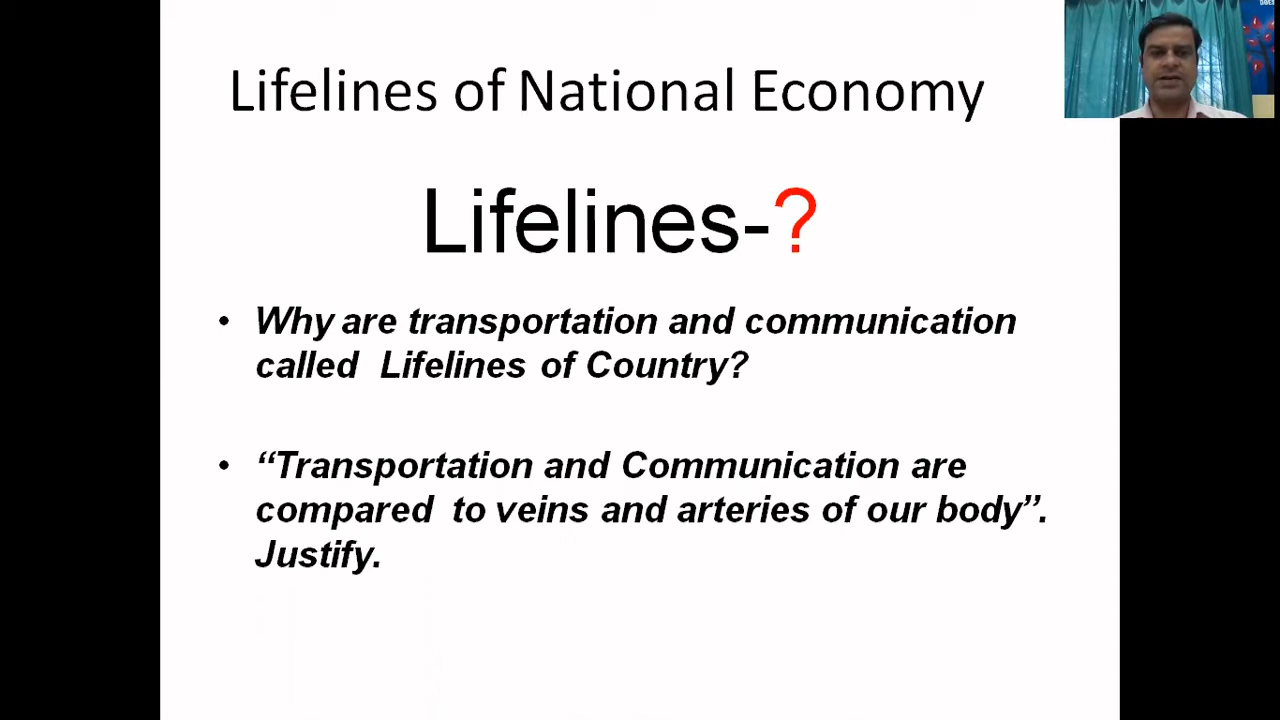 Lifelines of National Economy
Lifelines-?
• Why are transportation and communication
called Lifelines of Country?
• “Transportation and Communication are
compared to veins and arteries of our body”.
Justify.